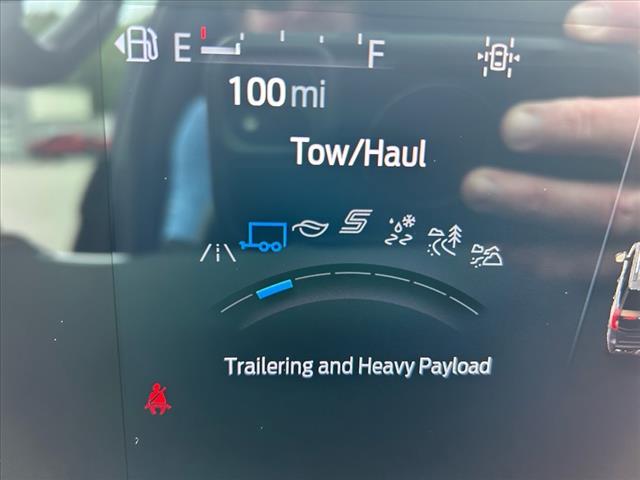 E F
100 mi
Tow/Haul
Trailering and Heavy Payload